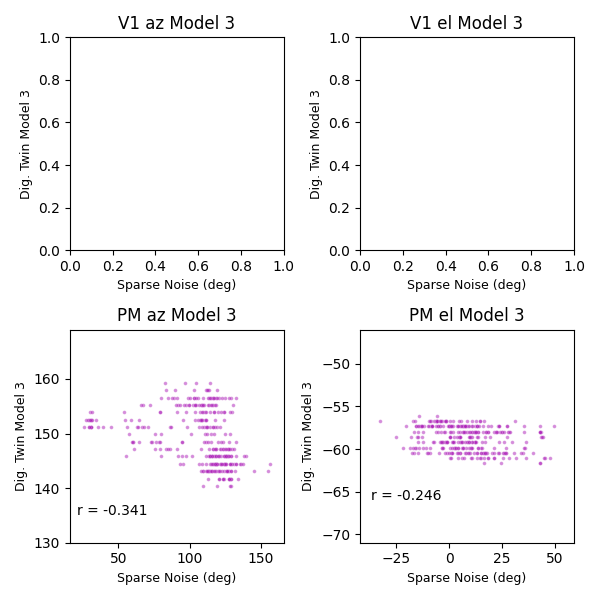 V1 az Model 3
V1 el Model 3
1.0
0.8
0.6
0.4
0.2
0.0
Dig. Twin Model 3
0.0 0.2 0.4 0.6 0.8 1.0
Sparse Noise (deg)
1.0
0.8
0.6
0.4
0.2
0.0
Dig. Twin Model 3
0.0 0.2 0.4 0.6 0.8 1.0
Sparse Noise (deg)
PM az Model 3
PM el Model 3
160
150
140
130
Dig. Twin Model 3
r = -0.341
50 100 150
Sparse Noise (deg)
−50
−55
−60
−65
−70
Dig. Twin Model 3
r = -0.246
−25 0 25 50
Sparse Noise (deg)